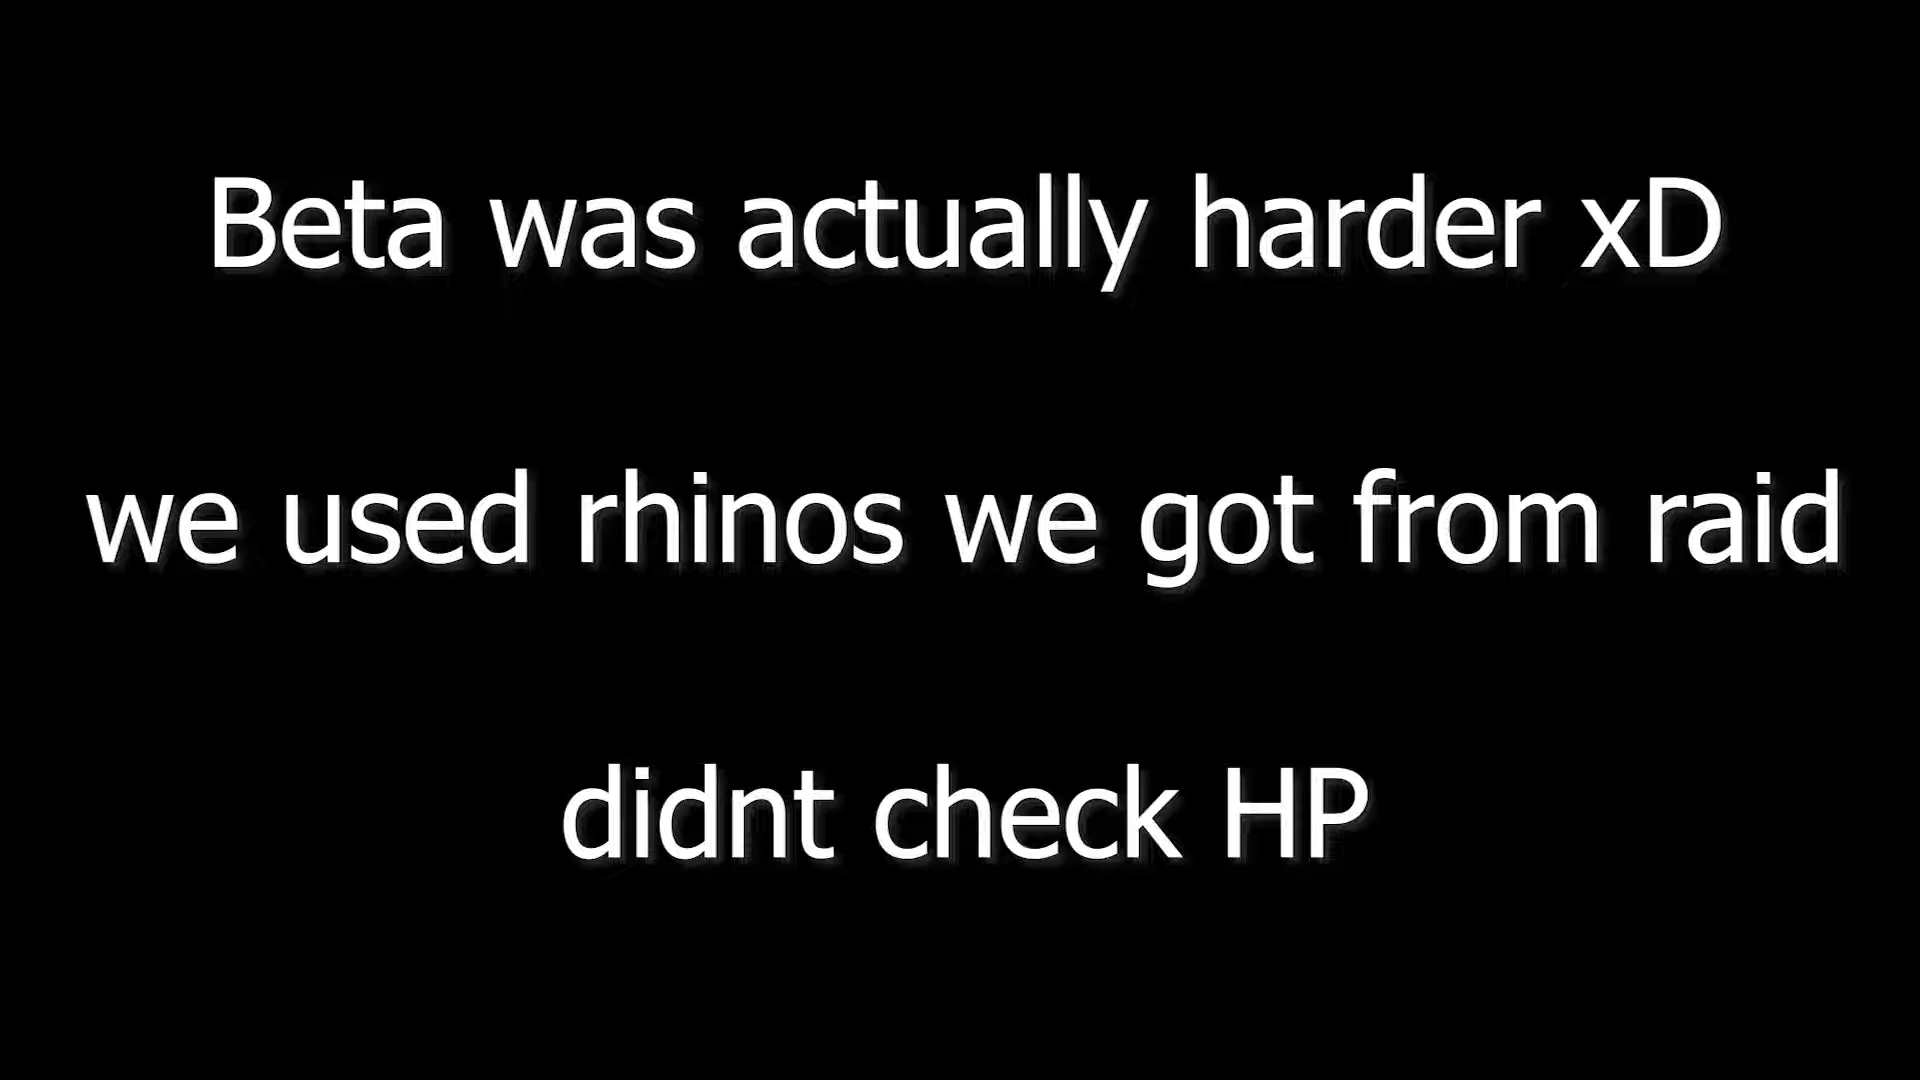 Beta was actually harder xD
we used rhinos we got from raid
didnt check HP